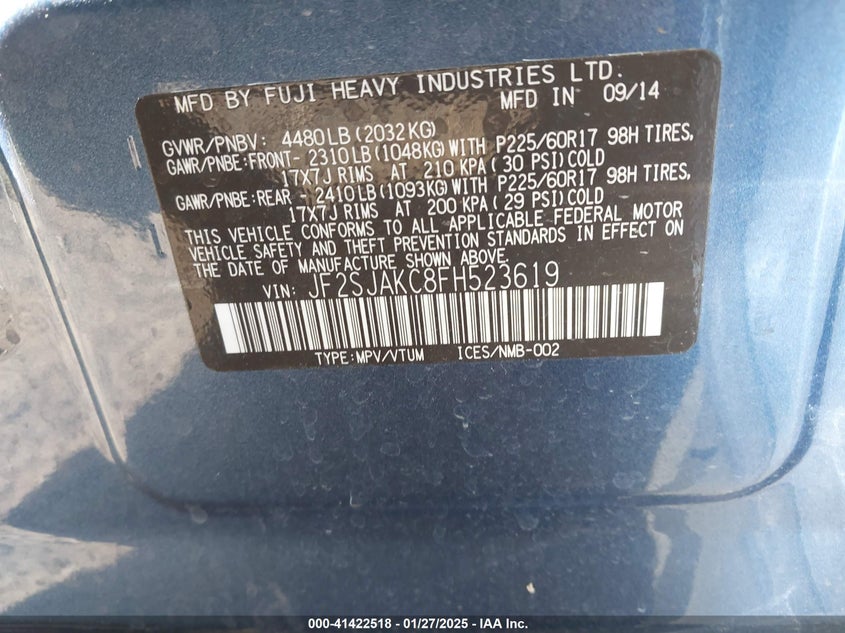 MFD BY FUJI HEAVY INDUSTRIES LTD.
MFD IN 09/14
GVWR/PNBV: 4480LB(2032KG)
GAWR/PNBE:FRONT- 2310LB(1048KG)WITH P225/60R17 98H TIRES,
17X7J RIMS AT 210 KPA(30 PSI)COLD
GAWR/PNBE:REAR -2410LB(1093KG)WITH P225/60R17 98H TIRES,
17X7J RIMS AT 200 KPA(29 PSI)COLD
THIS VEHICLE CONFORMS TO ALL APPLICABLE FEDERAL MOTOR
VEHICLE SAFETY AND THEFT PREVENTION STANDARDS IN EFFECT ON
THE DATE OF MANUFACTURE SHOWN ABOVE.
VIN: JF2SJAKC8FH523619
TYPE:MPV/VTUM ICES/NMB-002
000-41422518 - 01/27/2025 - IAA Inc.